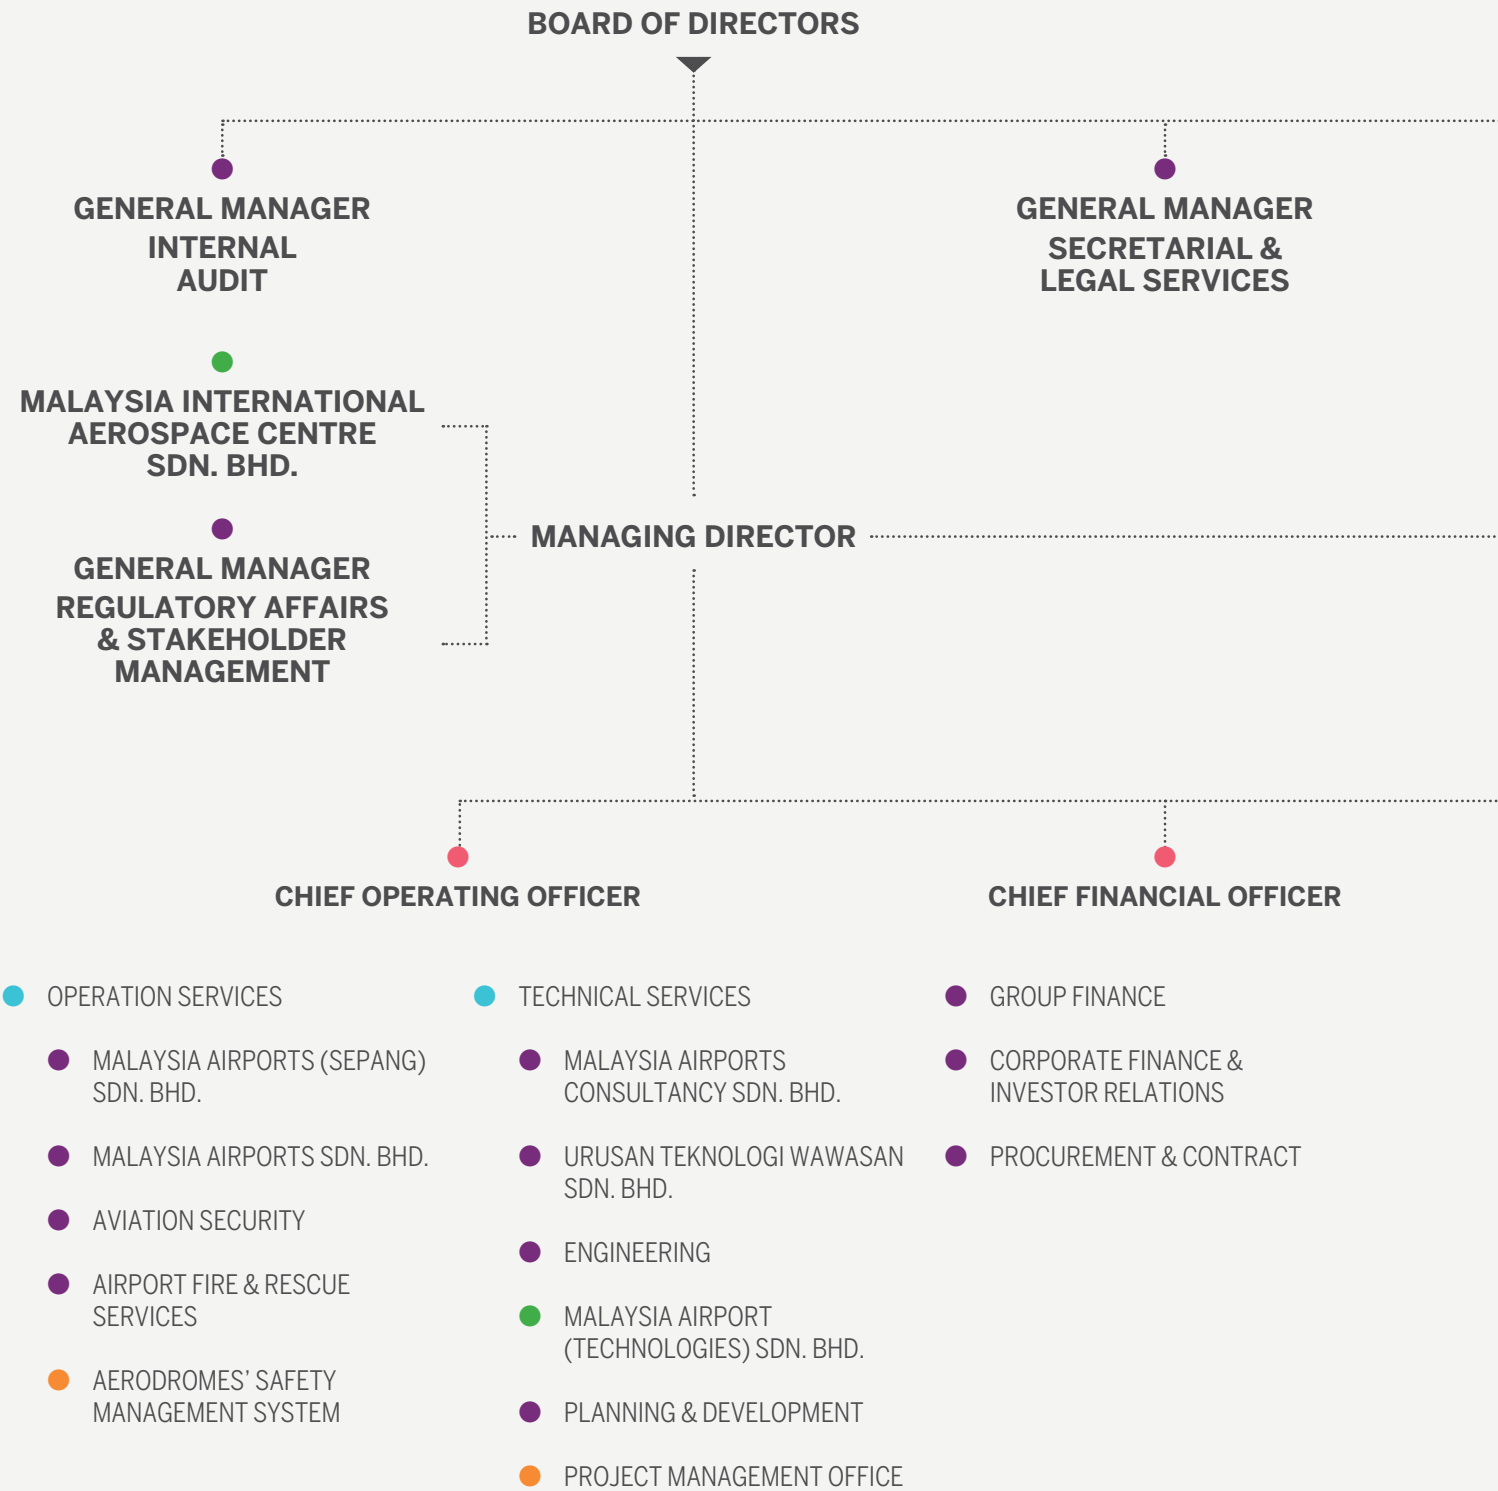 BOARD OF DIRECTORS
GENERAL MANAGER
INTERNAL
AUDIT
GENERAL MANAGER
SECRETARIAL &
LEGAL SERVICES
MALAYSIA INTERNATIONAL
AEROSPACE CENTRE
SDN. BHD.
MANAGING DIRECTOR
GENERAL MANAGER
REGULATORY AFFAIRS
& STAKEHOLDER
MANAGEMENT
CHIEF OPERATING OFFICER
CHIEF FINANCIAL OFFICER
OPERATION SERVICES
MALAYSIA AIRPORTS (SEPANG)
SDN. BHD.
MALAYSIA AIRPORTS SDN. BHD.
AVIATION SECURITY
AIRPORT FIRE & RESCUE
SERVICES
AERODROMES’ SAFETY
MANAGEMENT SYSTEM
TECHNICAL SERVICES
MALAYSIA AIRPORTS
CONSULTANCY SDN. BHD.
URUSAN TEKNOLOGI WAWASAN
SDN. BHD.
ENGINEERING
MALAYSIA AIRPORT
(TECHNOLOGIES) SDN. BHD.
PLANNING & DEVELOPMENT
PROJECT MANAGEMENT OFFICE
GROUP FINANCE
CORPORATE FINANCE &
INVESTOR RELATIONS
PROCUREMENT & CONTRACT